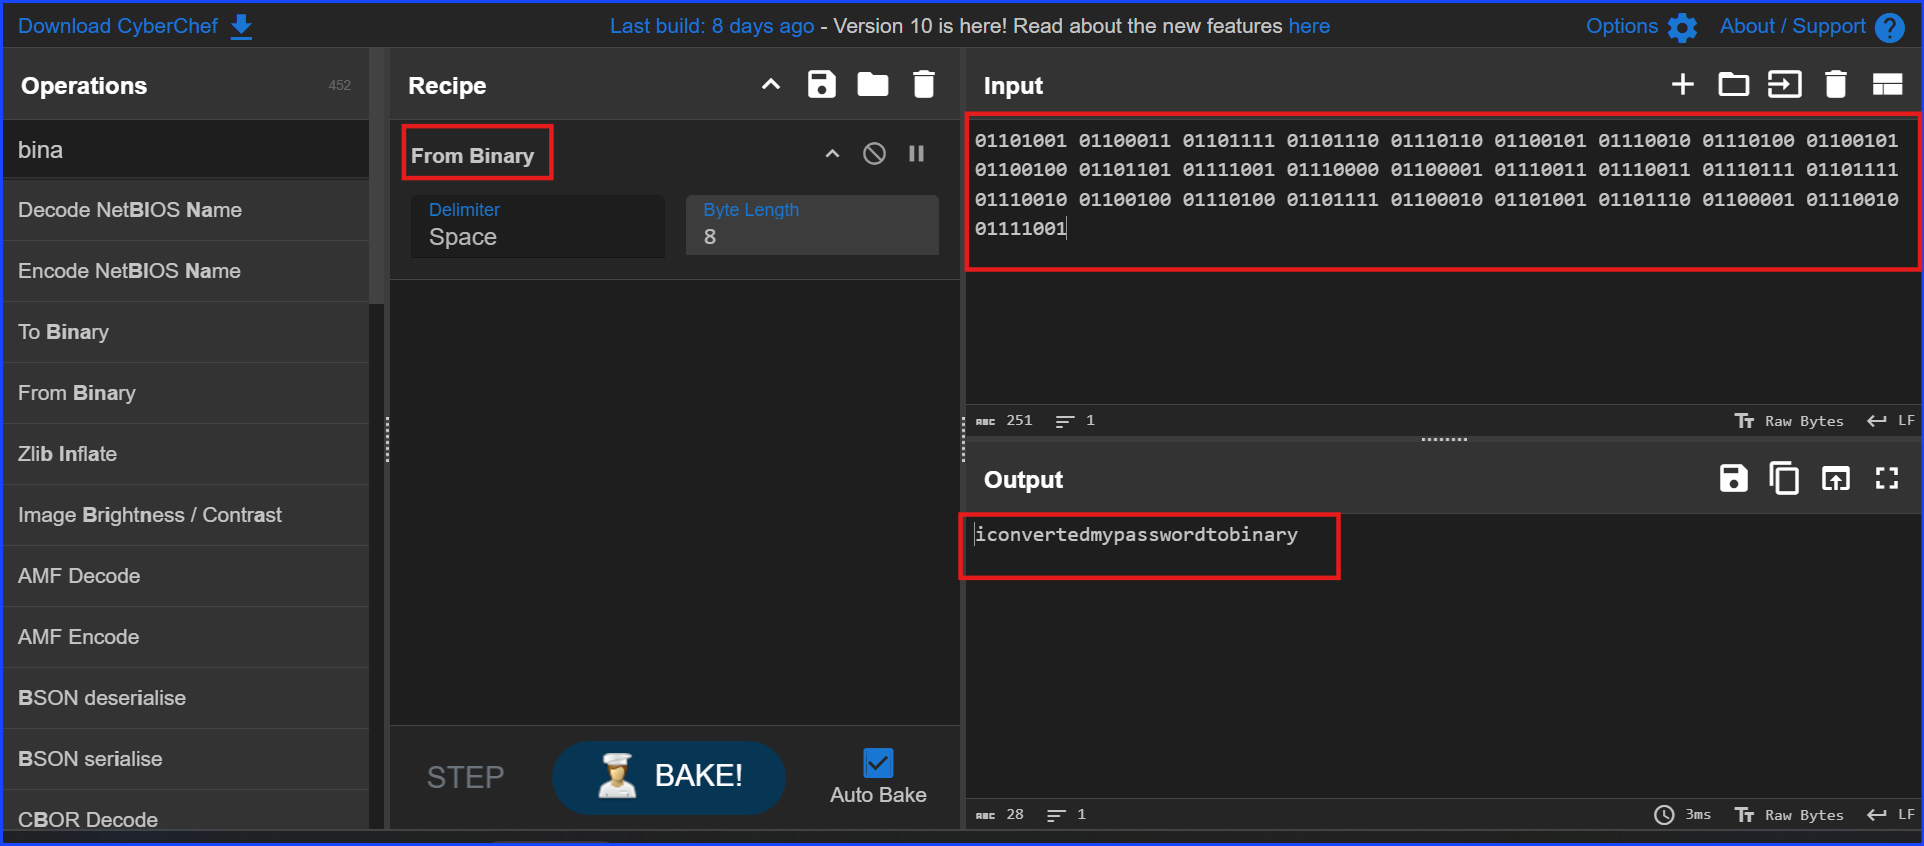 Download CyberChef
Last build: 8 days ago - Version 10 is here! Read about the new features here
Options
About / Support
Operations
452
bina
Decode NetBIOS Name
Encode NetBIOS Name
To Binary
From Binary
Zlib Inflate
Image Brightness / Contrast
AMF Decode
AMF Encode
BSON deserialise
BSON serialise
CBOR Decode
Recipe
From Binary
Delimiter
Space
Byte Length
8
STEP
BAKE!
Auto Bake
Input
01101001 01100011 01101111 01101110 01110110 01100101 01110010 01110100 01100101
01100100 01101101 01111001 01110000 01100001 01110011 01110011 01110111 01101111
01110010 01100100 01110100 01101111 01100010 01101001 01101110 01100001 01110010
01111001
ABC 251 1
Raw Bytes LF
Output
iconvertedmypasswordtobinary
ABC 28 1
3ms Raw Bytes LF